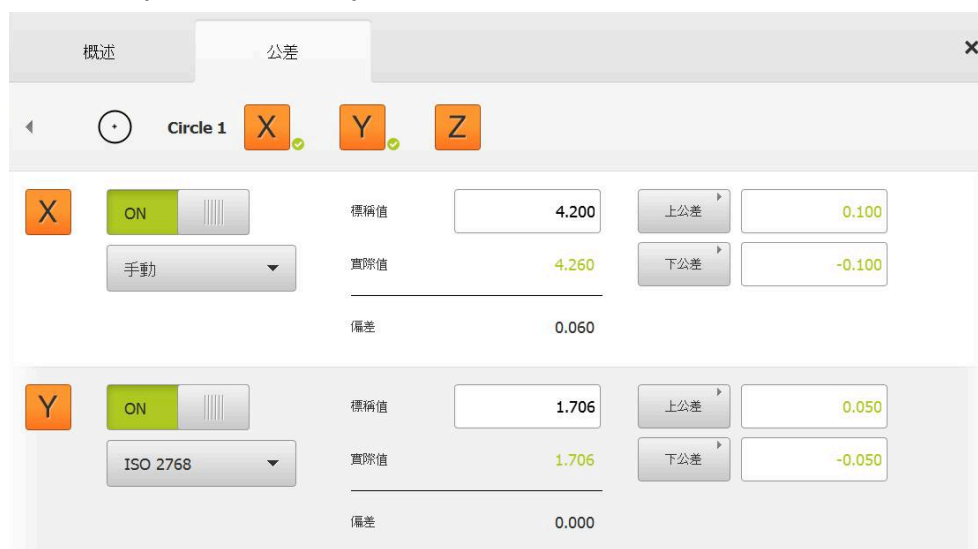 概述 公差 ×
Circle 1 X Y Z
X ON 標稱值 4.200 上公差 0.100
手動 實際值 4.260 下公差 -0.100
偏差 0.060
Y ON 標稱值 1.706 上公差 0.050
ISO 2768 實際值 1.706 下公差 -0.050
偏差 0.000